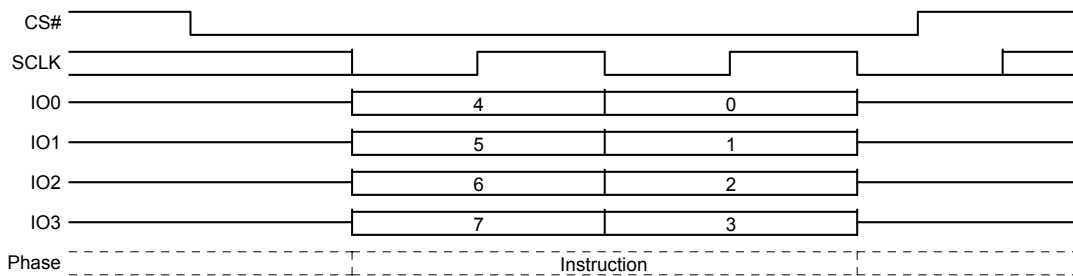 CS#
SCLK
IO0 4 0
IO1 5 1
IO2 6 2
IO3 7 3
Phase Instruction